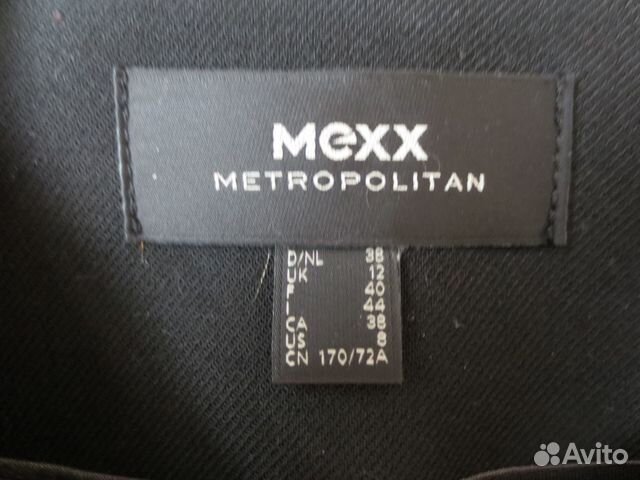 Mexx
METROPOLITAN
D/NL 38
UK 12
F 40
I 44
CA 38
US 8
CN 170/72A
Avito